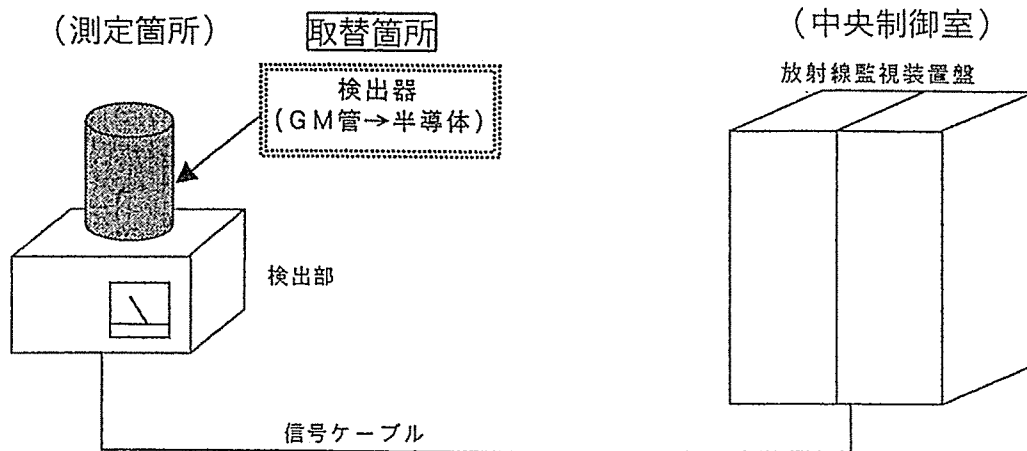 (測定箇所)
取替箇所
検出器
(GM管→半導体)
検出部
信号ケーブル
(中央制御室)
放射線監視装置盤